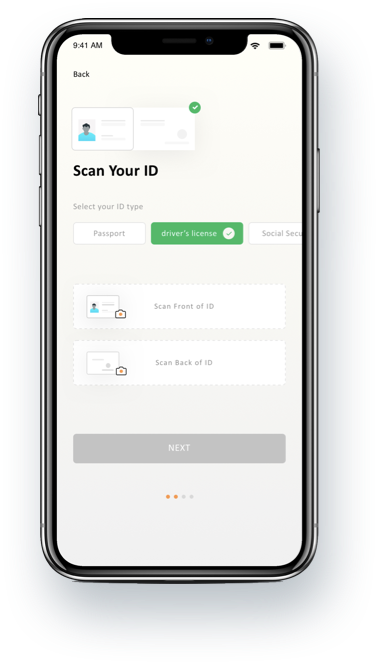 9:41 AM
Back
Scan Your ID
Select your ID type
Passport
driver's license
Social Secu
Scan Front of ID
Scan Back of ID
NEXT